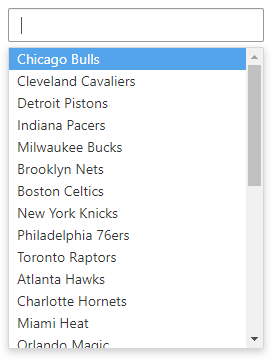 Chicago Bulls
Cleveland Cavaliers
Detroit Pistons
Indiana Pacers
Milwaukee Bucks
Brooklyn Nets
Boston Celtics
New York Knicks
Philadelphia 76ers
Toronto Raptors
Atlanta Hawks
Charlotte Hornets
Miami Heat
Orlando Magic